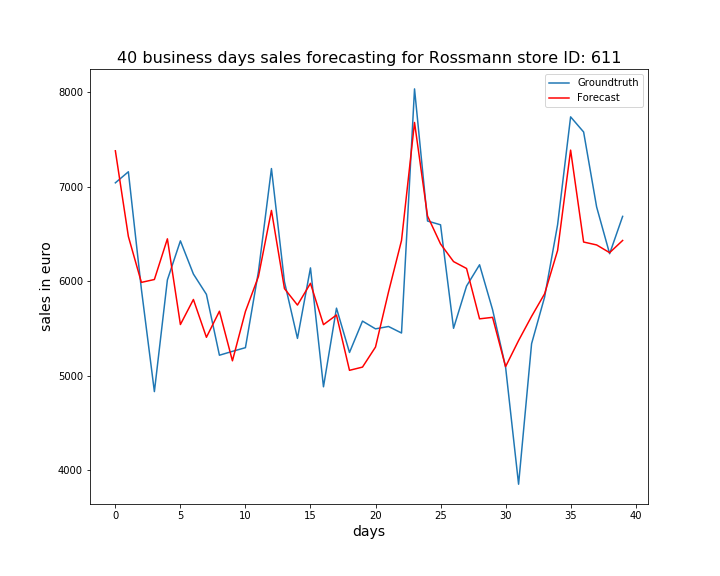 40 business days sales forecasting for Rossmann store ID: 611
Groundtruth
Forecast
sales in euro
8000
7000
6000
5000
4000
0 5 10 15 20 25 30 35 40
days